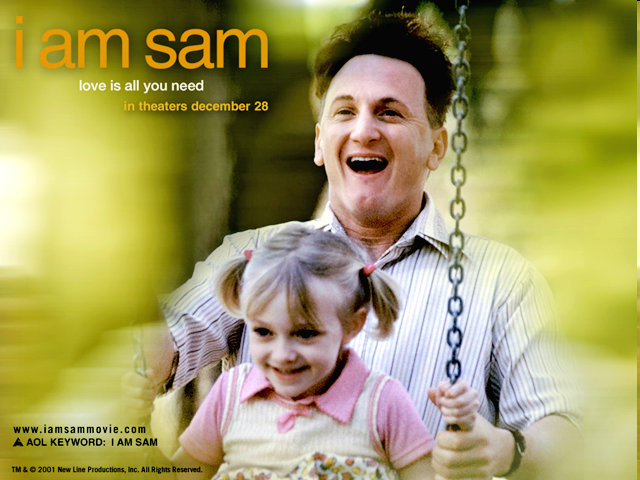 i am sam
love is all you need
in theaters december 28
www.iamsammovie.com
AOL KEYWORD: I AM SAM
TM & © 2001 New Line Productions, Inc. All Rights Reserved.